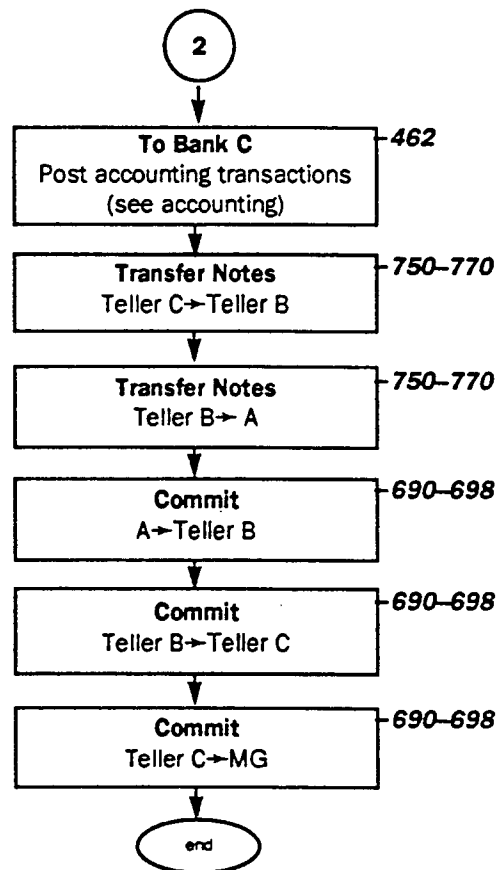 2
To Bank C
462
Post accounting transactions
(see accounting)
Transfer Notes
750–770
Teller C→Teller B
Transfer Notes
750–770
Teller B→ A
Commit
690–698
A→Teller B
Commit
690–698
Teller B→Teller C
Commit
690–698
Teller C→MG
end